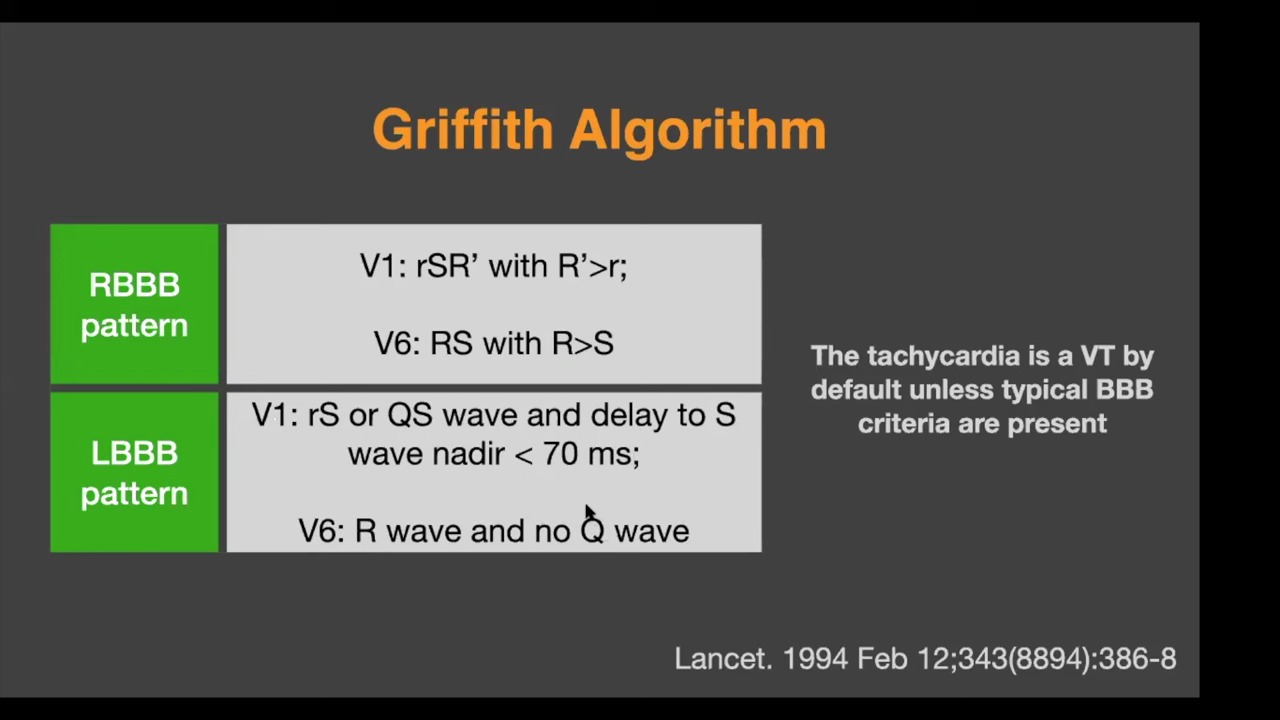 Griffith Algorithm
RBBB
pattern
V1: rSR’ with R’>r;
V6: RS with R>S
LBBB
pattern
V1: rS or QS wave and delay to S
wave nadir < 70 ms;
V6: R wave and no Q wave
The tachycardia is a VT by
default unless typical BBB
criteria are present
Lancet. 1994 Feb 12;343(8894):386-8